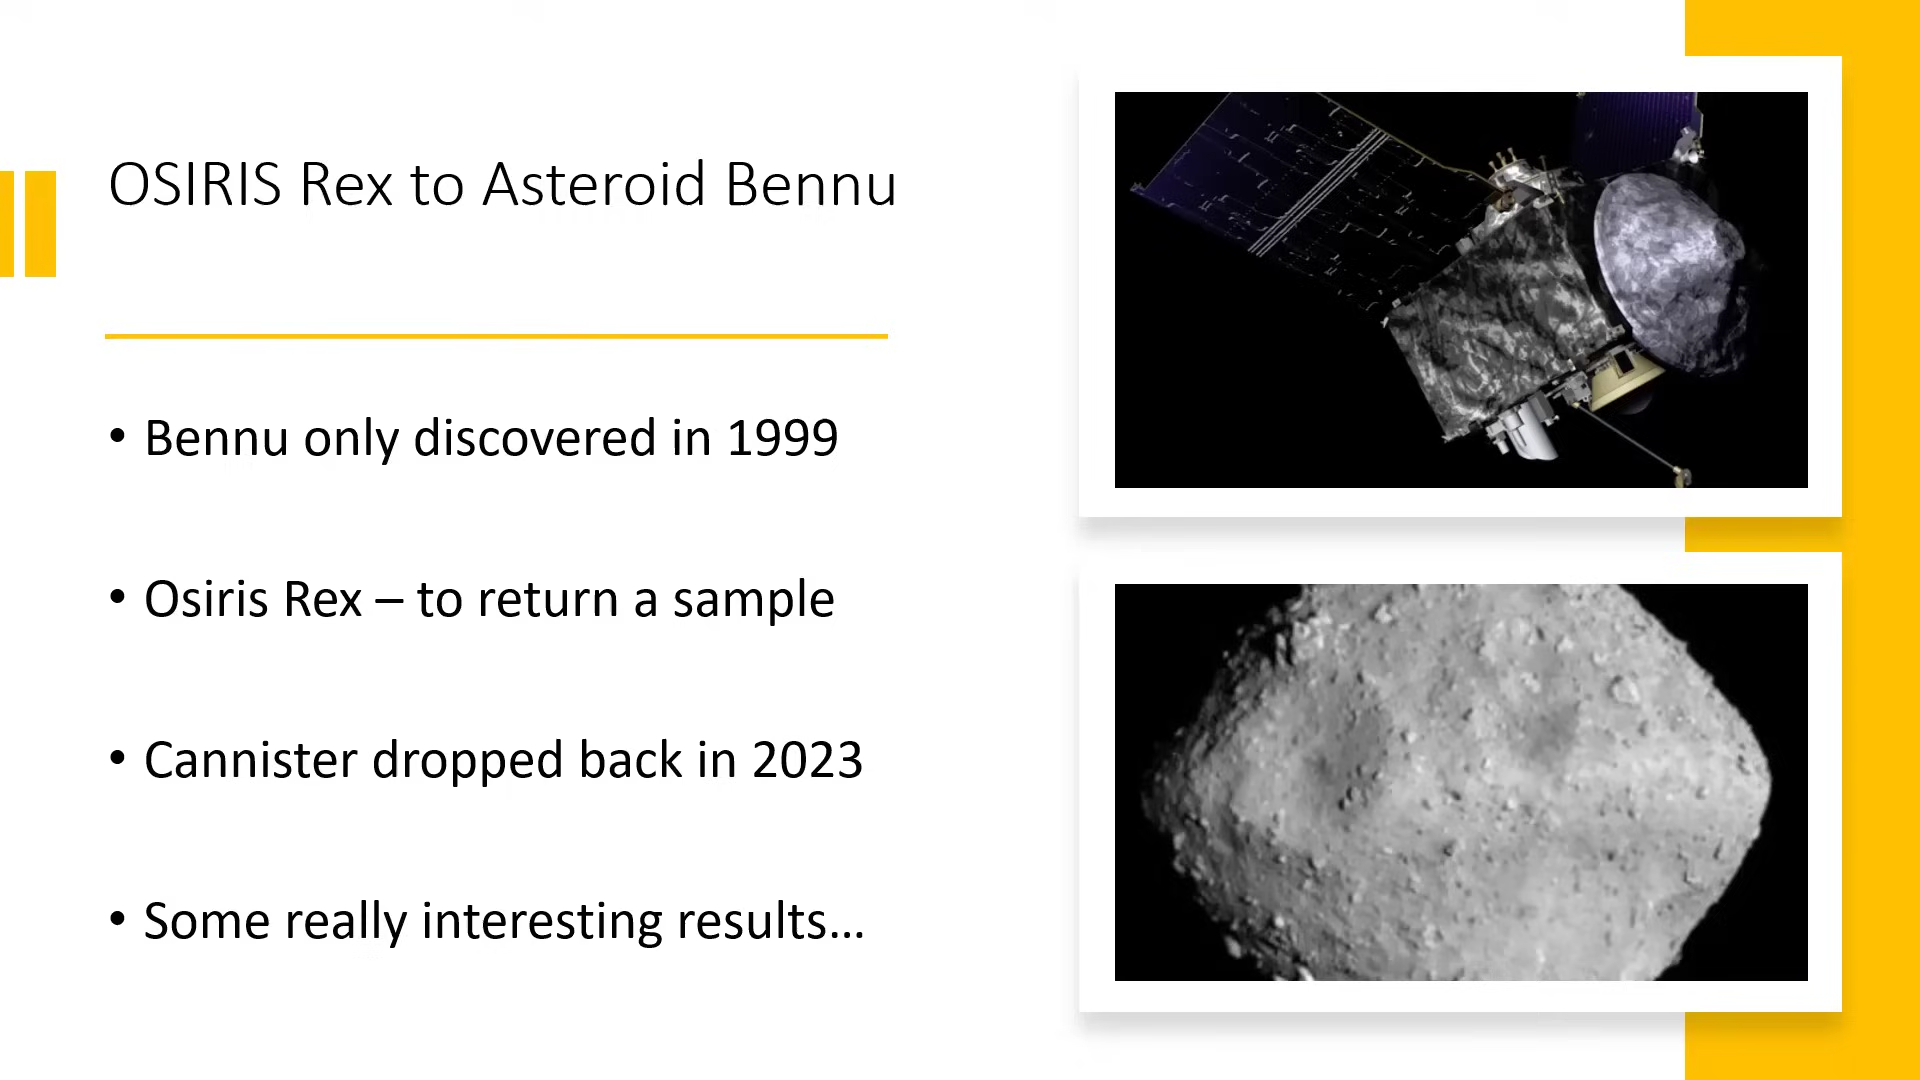 OSIRIS Rex to Asteroid Bennu
• Bennu only discovered in 1999
• Osiris Rex – to return a sample
• Cannister dropped back in 2023
• Some really interesting results...